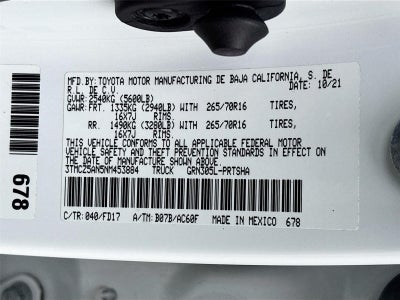 MFD.BY:TOYOTA MOTOR MANUFACTURING DE BAJA CALIFORNIA, S. DE
R.L. DE C.V. DATE: 10/21
GVWR: 2540KG (5600LB)
GAWR: FRT. 1335KG (2940LB) WITH 265/70R16 TIRES,
16X7J RIMS.
RR. 1490KG (3280LB) WITH 265/70R16 TIRES,
16X7J RIMS.
THIS VEHICLE CONFORMS TO ALL APPLICABLE FEDERAL MOTOR
VEHICLE SAFETY AND THEFT PREVENTION STANDARDS IN EFFECT ON
THE DATE OF MANUFACTURE SHOWN ABOVE.
3TMCZ5AN5NM453884 TRUCK GRN305L-PRTSHA
C/TR: 040/FD17 A/TM: B07B/AC60F MADE IN MEXICO 678
678